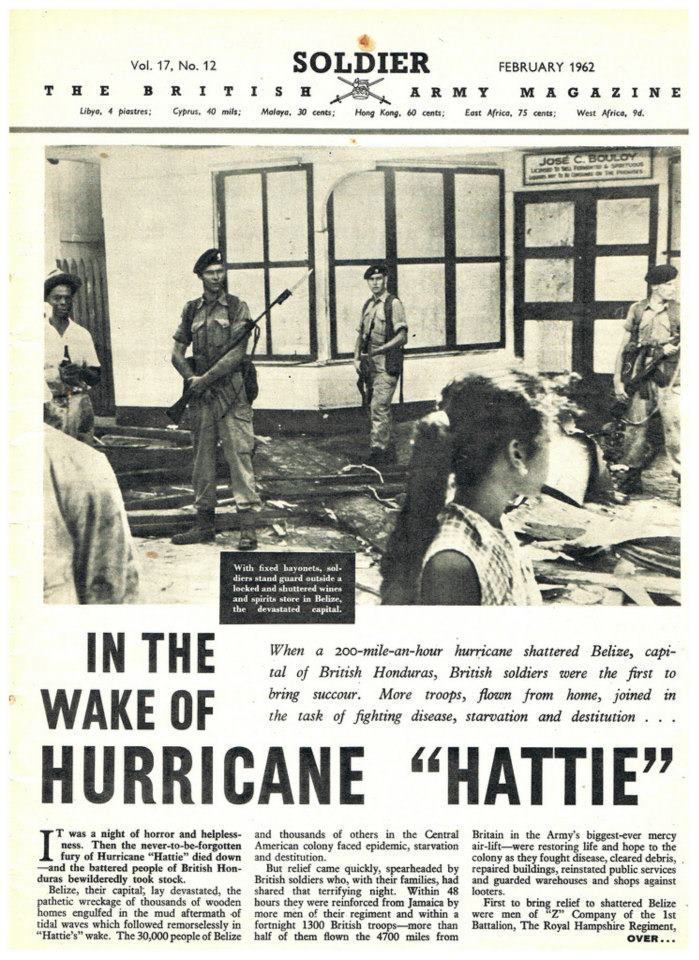 Vol. 17, No. 12
SOLDIER
FEBRUARY 1962
THE BRITISH ARMY MAGAZINE
Libya, 4 piastres; Cyprus, 40 mils; Malaya, 30 cents; Hong Kong, 60 cents; East Africa, 75 cents; West Africa, 9d.
JOSÉ C. BOULOY
LICENSED TO SELL FERMENTED & SPIRITUOUS
LIQUORS NOT TO BE CONSUMED ON THE PREMISES
With fixed bayonets, sol-
diers stand guard outside a
locked and shuttered wines
and spirits store in Belize,
the devastated capital.
IN THE
WAKE OF
HURRICANE "HATTIE"
When a 200-mile-an-hour hurricane shattered Belize, capi-
tal of British Honduras, British soldiers were the first to
bring succour. More troops, flown from home, joined in
the task of fighting disease, starvation and destitution . . .
IT was a night of horror and helpless-
ness. Then the never-to-be-forgotten
fury of Hurricane "Hattie" died down
—and the battered people of British Hon-
duras bewilderedly took stock.
Belize, their capital, lay devastated, the
pathetic wreckage of thousands of wooden
homes engulfed in the mud aftermath of
tidal waves which followed remorselessly in
"Hattie's" wake. The 30,000 people of Belize
and thousands of others in the Central
American colony faced epidemic, starvation
and destitution.
But relief came quickly, spearheaded by
British soldiers who, with their families, had
shared that terrifying night. Within 48
hours they were reinforced from Jamaica by
more men of their regiment and within a
fortnight 1300 British troops—more than
half of them flown the 4700 miles from
Britain in the Army's biggest-ever mercy
air-lift—were restoring life and hope to the
colony as they fought disease, cleared debris,
repaired buildings, reinstated public services
and guarded warehouses and shops against
looters.
First to bring relief to shattered Belize
were men of "Z" Company of the 1st
Battalion, The Royal Hampshire Regiment,
OVER...